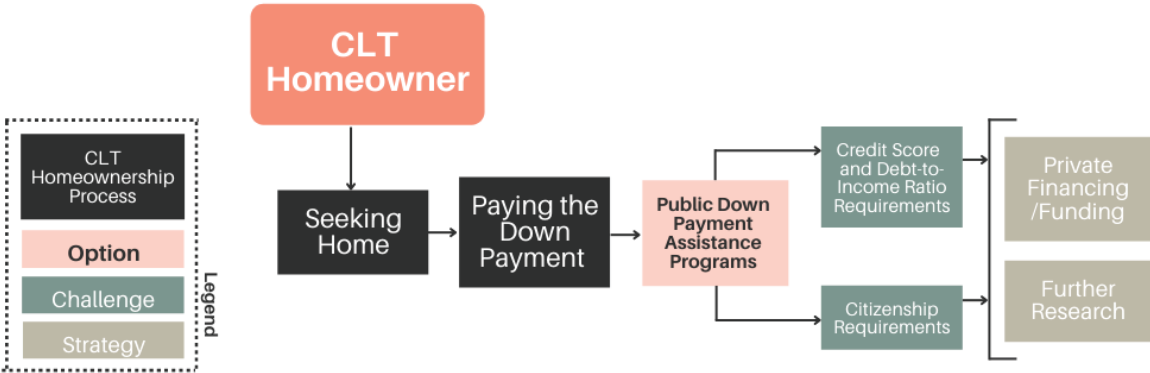 CLT
Homeowner
CLT
Homeownership
Process
Option
Challenge
Strategy
Legend
Seeking
Home
Paying the
Down
Payment
Public Down
Payment
Assistance
Programs
Credit Score
and Debt-to-
Income Ratio
Requirements
Citizenship
Requirements
Private
Financing
/Funding
Further
Research